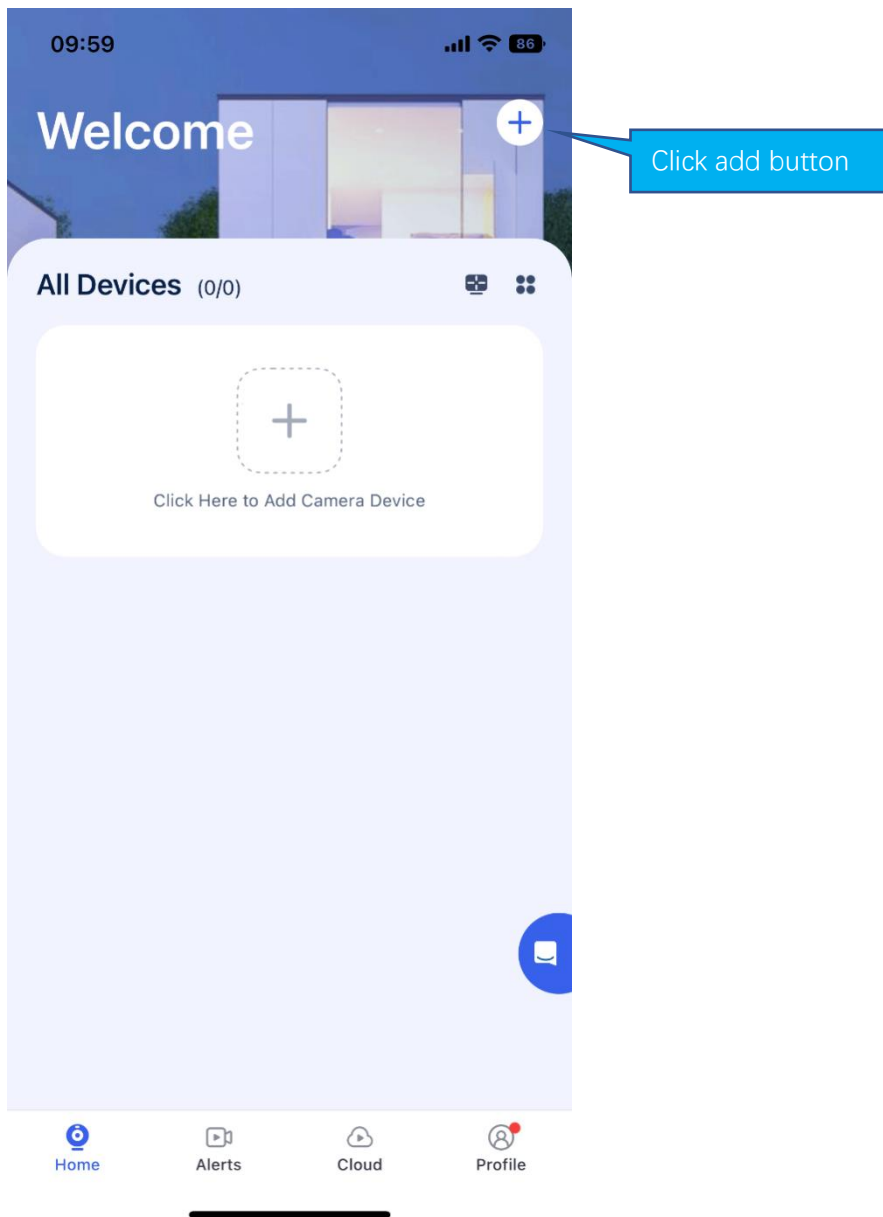 09:59
86
Welcome
Click add button
All Devices (0/0)
Click Here to Add Camera Device
Home
Alerts
Cloud
Profile